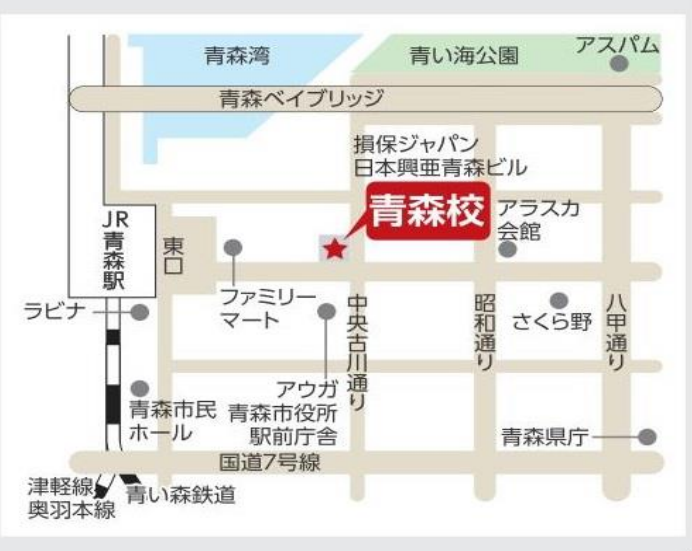 青森湾
青い海公園
アスパム
青森ベイブリッジ
損保ジャパン
日本興亜青森ビル
青森校
アラスカ
会館
JR
青森駅
東口
ファミリー
マート
ラビナ
中央古川通り
昭和通り
さくら野
八甲通り
アウガ
青森市役所
駅前庁舎
青森市民
ホール
青森県庁
国道7号線
津軽線
奥羽本線
青い森鉄道